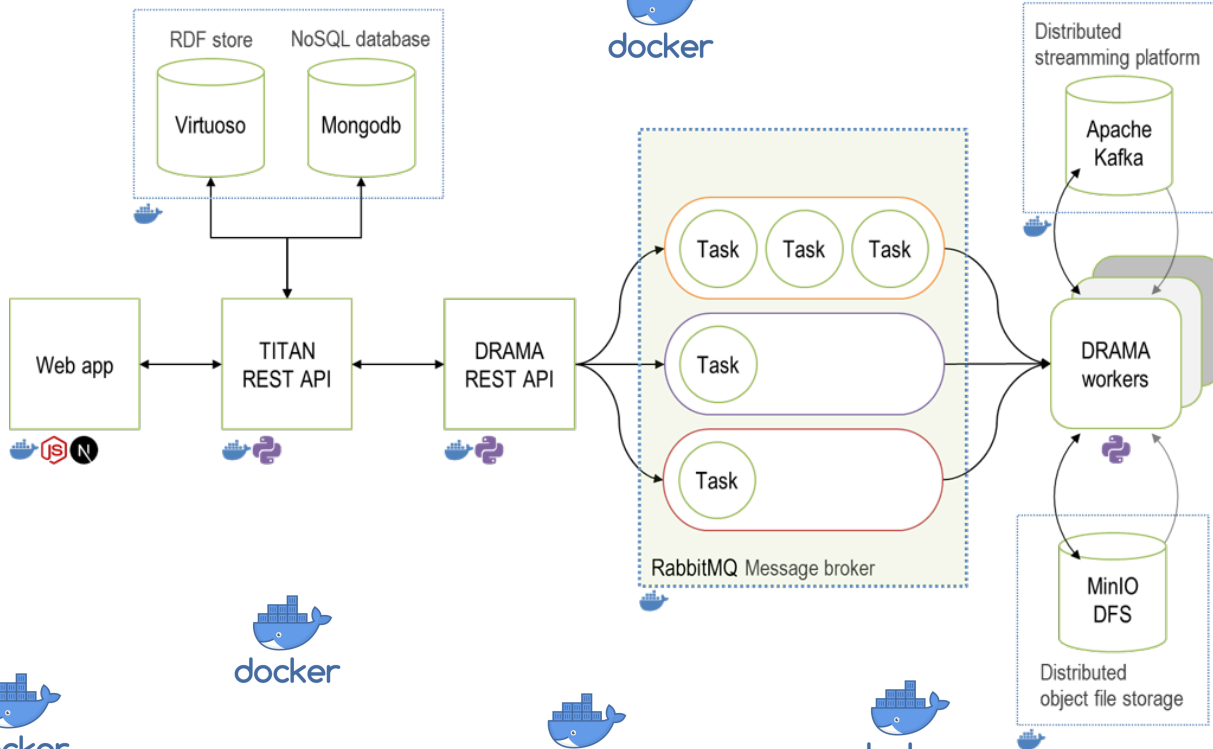 docker
RDF store
NoSQL database
Virtuoso
Mongodb
Distributed
streamming platform
Apache
Kafka
Task
Task
Task
Web app
TITAN
REST API
DRAMA
REST API
Task
DRAMA
workers
JS
N
Task
RabbitMQ Message broker
MinIO
DFS
docker
Distributed
object file storage